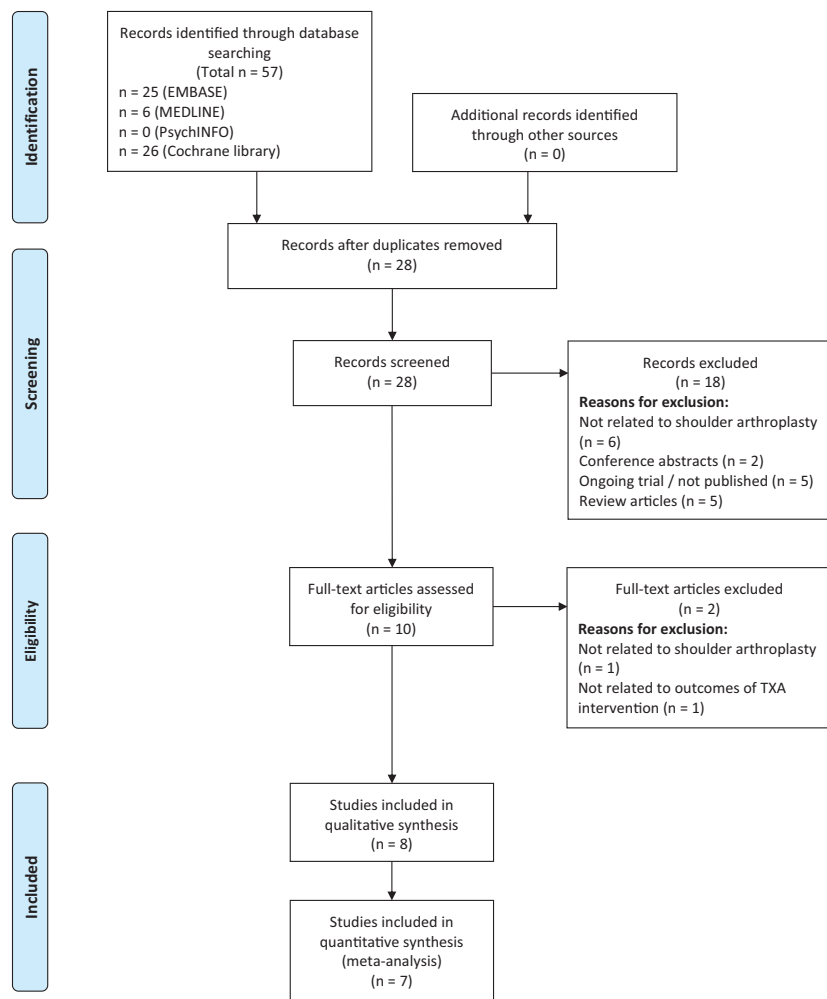 Identification
Records identified through database
searching
(Total n = 57)
n = 25 (EMBASE)
n = 6 (MEDLINE)
n = 0 (PsychINFO)
n = 26 (Cochrane library)
Additional records identified
through other sources
(n = 0)
Records after duplicates removed
(n = 28)
Screening
Records screened
(n = 28)
Records excluded
(n = 18)
Reasons for exclusion:
Not related to shoulder arthroplasty
(n = 6)
Conference abstracts (n = 2)
Ongoing trial / not published (n = 5)
Review articles (n = 5)
Eligibility
Full-text articles assessed
for eligibility
(n = 10)
Full-text articles excluded
(n = 2)
Reasons for exclusion:
Not related to shoulder arthroplasty
(n = 1)
Not related to outcomes of TXA
intervention (n = 1)
Included
Studies included in
qualitative synthesis
(n = 8)
Studies included in
quantitative synthesis
(meta-analysis)
(n = 7)